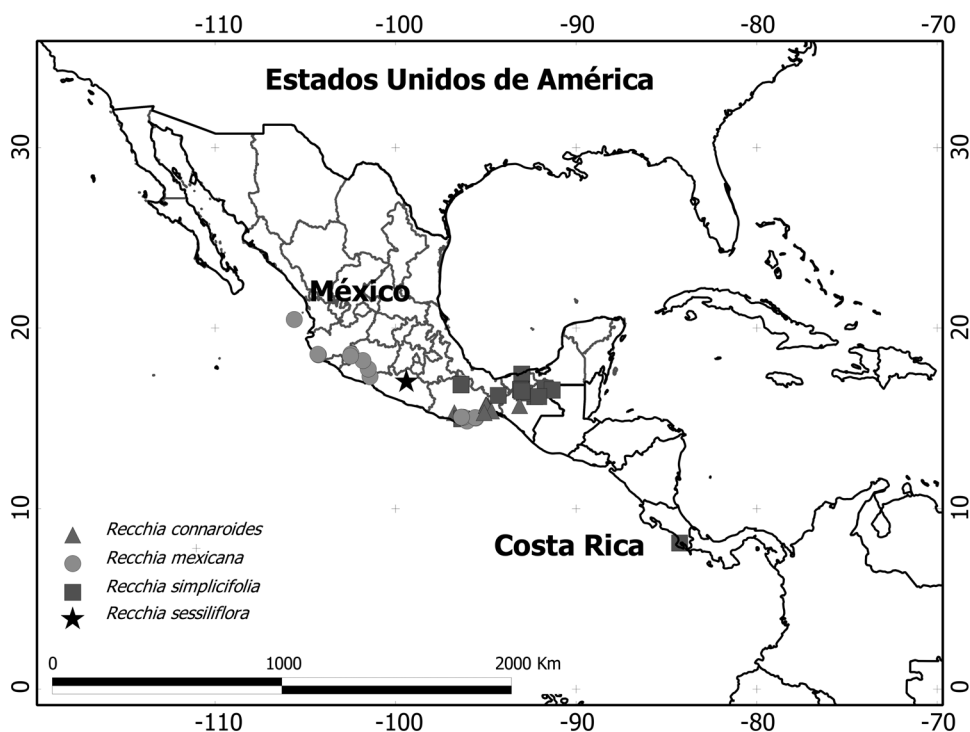 -110 -100 -90 -80 -70
Estados Unidos de América
30 30
México
20 20
10 10
Recchia connaroides
Recchia mexicana
Costa Rica
Recchia simplicifolia
Recchia sessiliflora
0 1000 2000 Km
0 0
-110 -100 -90 -80 -70